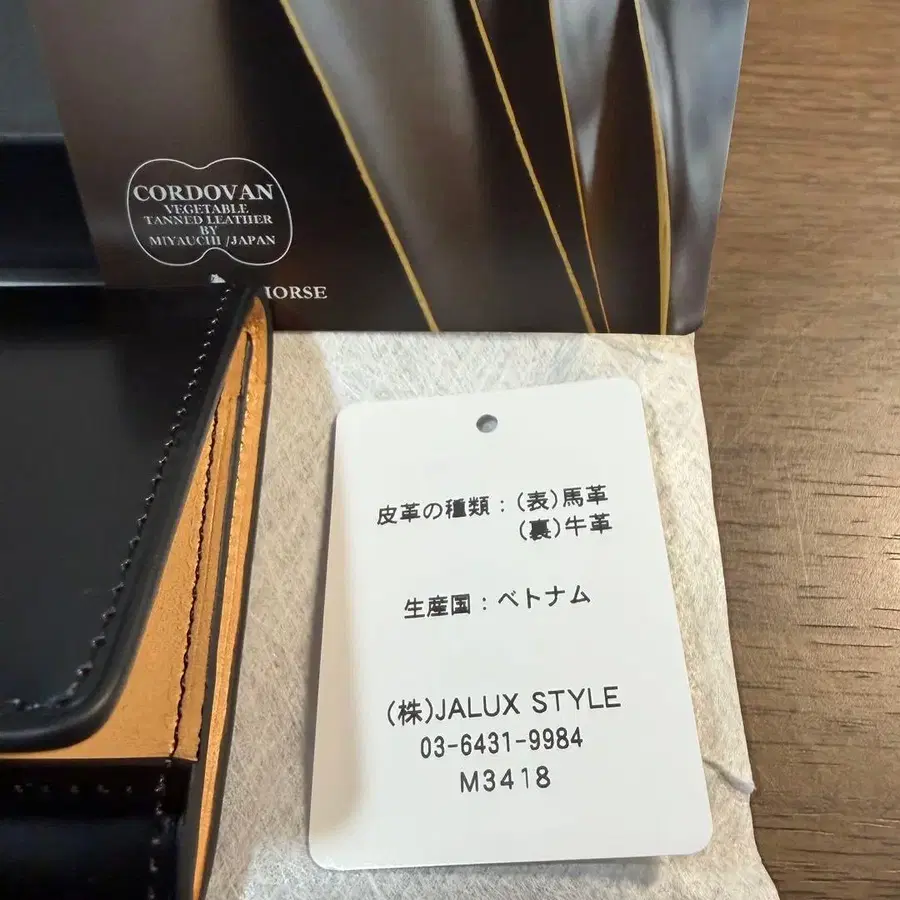 CORDOVAN
VEGETABLE
TANNED LEATHER
BY
MIYAUCHI/JAPAN
HORSE
皮革の種類：(表)馬革
(裏)牛革
生産国：ベトナム
(株)JALUX STYLE
03-6431-9984
M3418